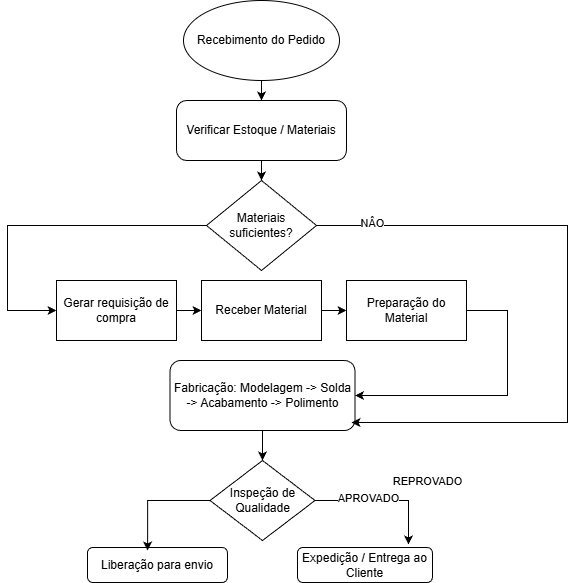 Recebimento do Pedido
Verificar Estoque / Materiais
Materiais
suficientes?
NÂO
Gerar requisição de
compra
Receber Material
Preparação do
Material
Fabricação: Modelagem -> Solda
-> Acabamento -> Polimento
Inspeção de
Qualidade
REPROVADO
APROVADO
Liberação para envio
Expedição / Entrega ao
Cliente